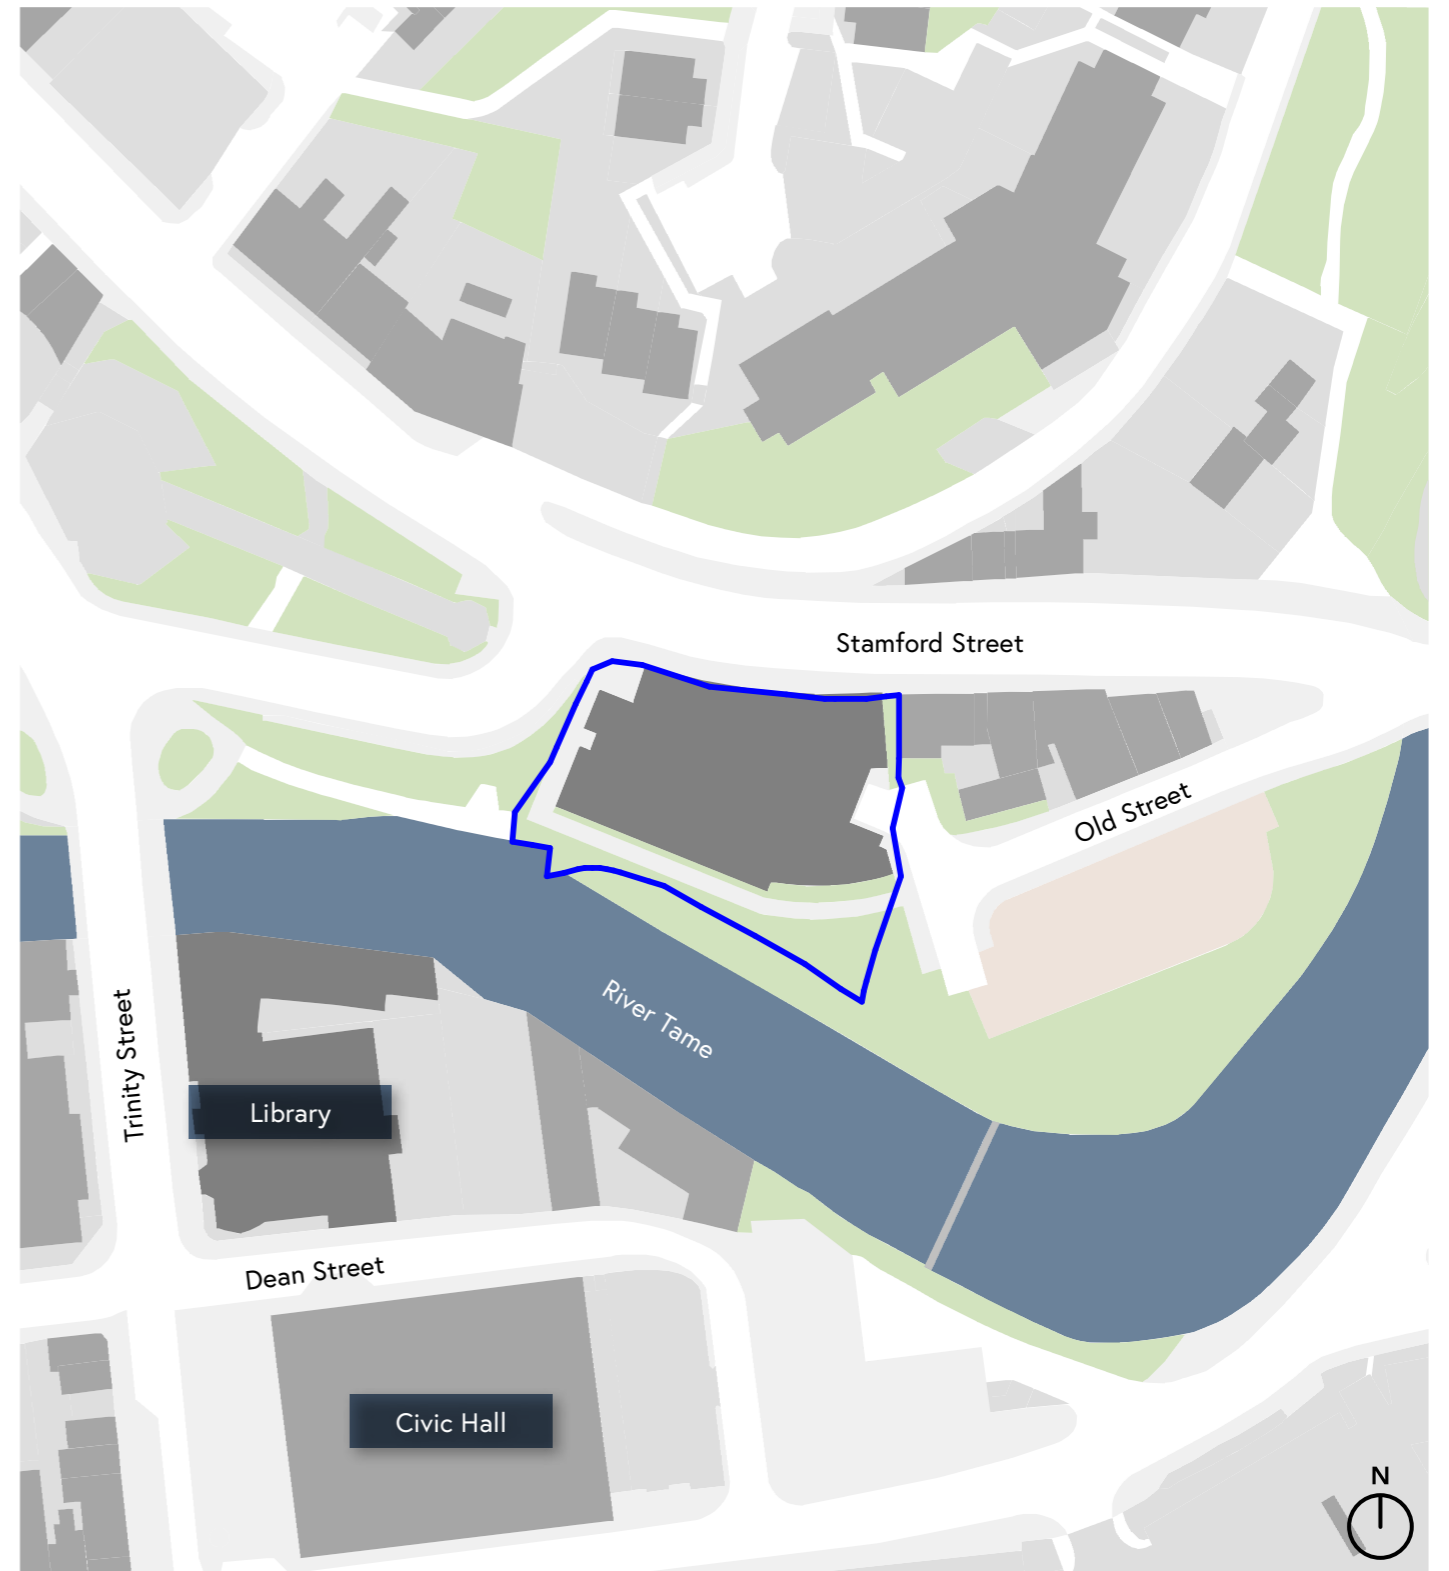 Stamford Street
Old Street
River Tame
Trinity Street
Library
Dean Street
Civic Hall
N